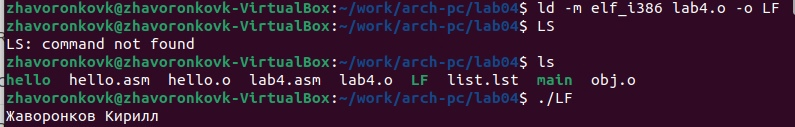 zhavoronkovk@zhavoronkovk-VirtualBox:~/work/arch-pc/lab04$ ld -m elf_i386 lab4.o -o LF
zhavoronkovk@zhavoronkovk-VirtualBox:~/work/arch-pc/lab04$ LS
LS: command not found
zhavoronkovk@zhavoronkovk-VirtualBox:~/work/arch-pc/lab04$ ls
hello  hello.asm  hello.o  lab4.asm  lab4.o  LF  list.lst  main  obj.o
zhavoronkovk@zhavoronkovk-VirtualBox:~/work/arch-pc/lab04$ ./LF
Жаворонков Кирилл